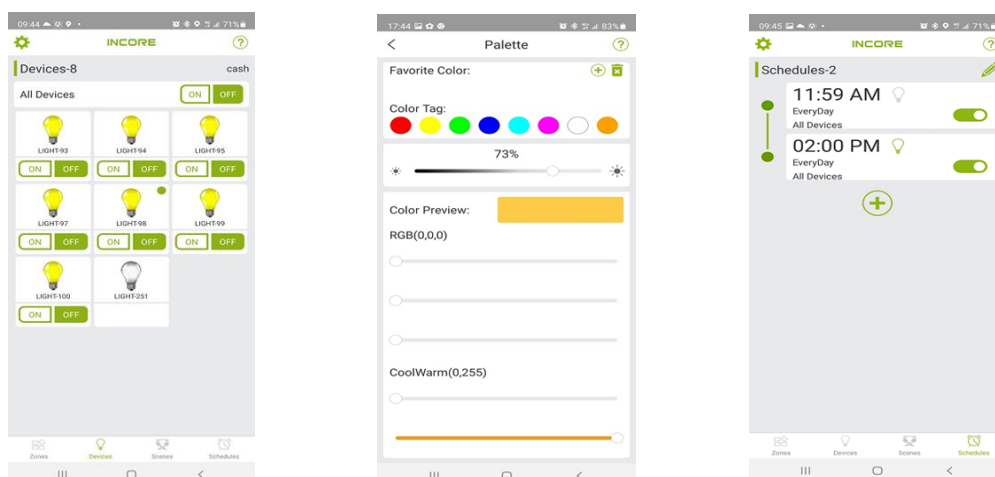 09:44
71%
INCORE
?
Devices-8 cash
All Devices ON OFF
LIGHT-93 LIGHT-94 LIGHT-95
ON OFF ON OFF ON OFF
LIGHT-97 LIGHT-98 LIGHT-99
ON OFF ON OFF ON OFF
LIGHT-100 LIGHT-251
ON OFF
Zones Devices Scenes Schedules
17:44
83%
< Palette ?
Favorite Color:
Color Tag:
73%
Color Preview:
RGB(0,0,0)
CoolWarm(0,255)
09:45
71%
INCORE
?
Schedules-2
11:59 AM
EveryDay
All Devices
02:00 PM
EveryDay
All Devices
Zones Devices Scenes Schedules